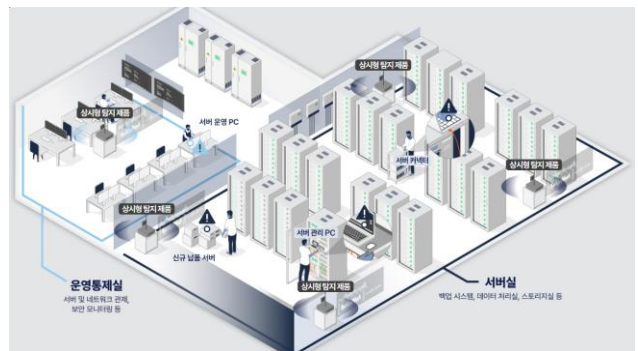 상시형 탐지 제품
상시형 탐지 제품
서버 운영 PC
서버 커넥터
상시형 탐지 제품
상시형 탐지 제품
서버 관리 PC
신규 납품 서버
상시형 탐지 제품
운영통제실
서버 및 네트워크 관제,
보안 모니터링 등
서버실
백업 시스템, 데이터 처리실, 스토리지실 등